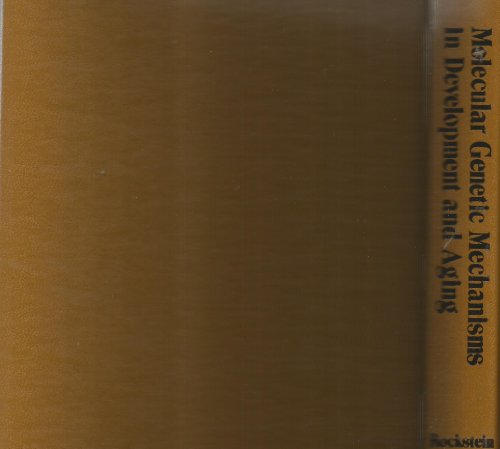 Molecular Genetic Mechanisms
In Development and Aging
Rockstein